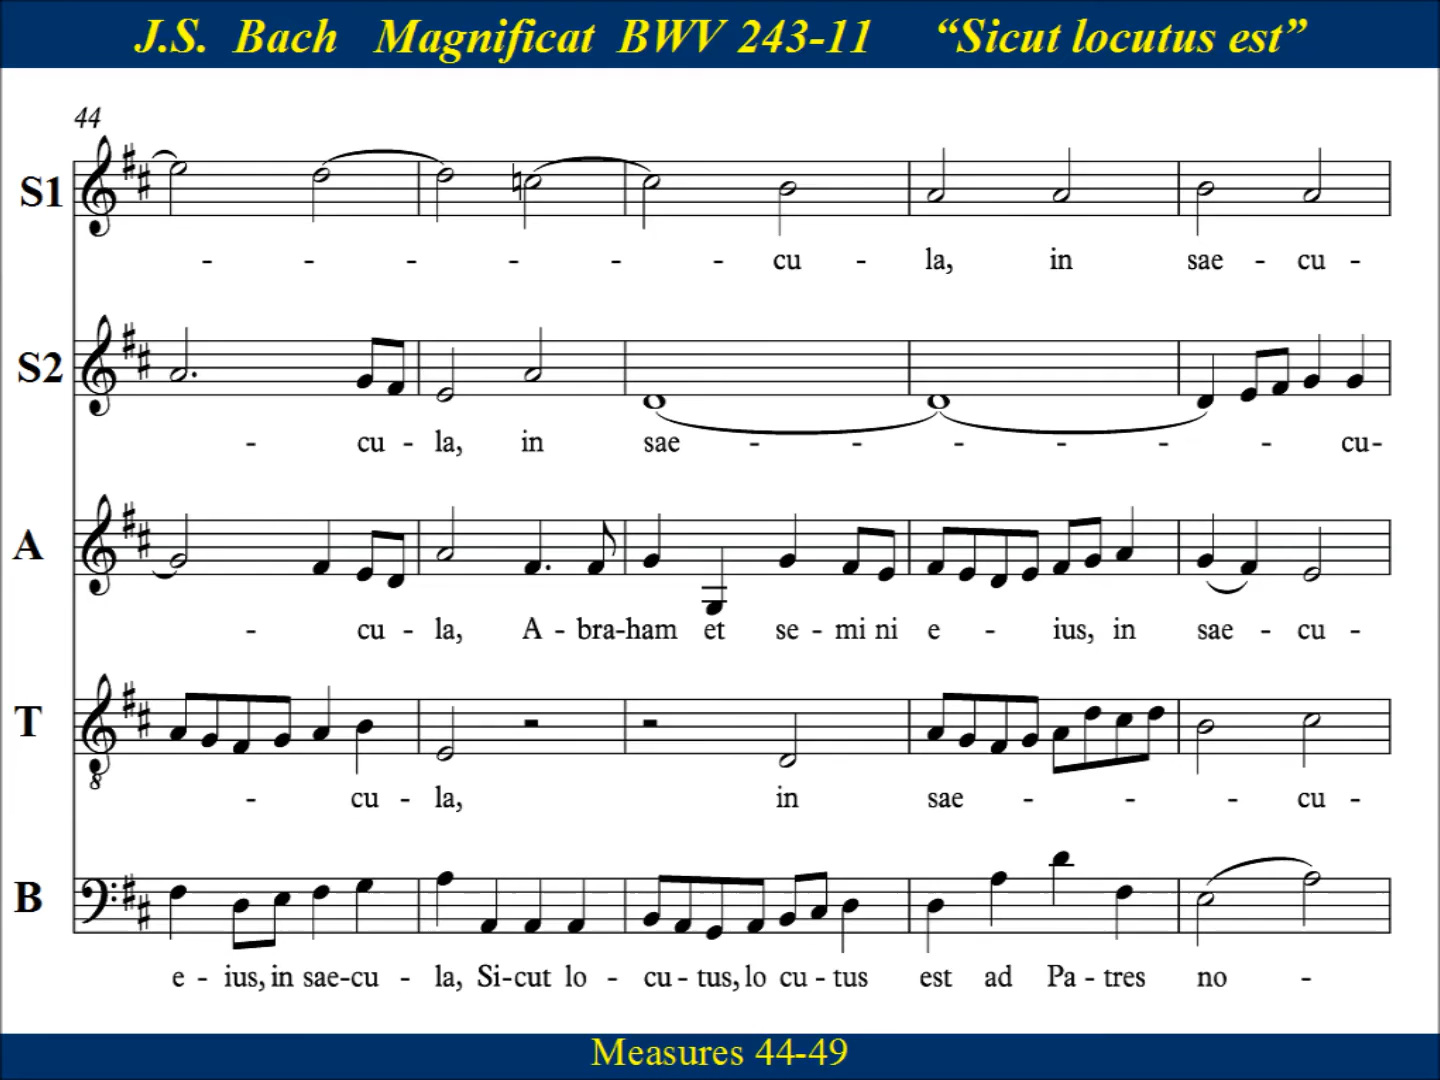 J.S. Bach Magnificat BWV 243-11 “Sicut locutus est”
44
S1
- - - - - - cu - la, in sae - cu -
S2
- cu - la, in sae - - - - - - cu-
A
- cu - la, A - bra-ham et se - mi ni e - ius, in sae - cu -
T
8
- cu - la, in sae - - - cu -
B
e - ius, in sae-cu - la, Si-cut lo - cu - tus, lo cu - tus est ad Pa - tres no -
Measures 44-49